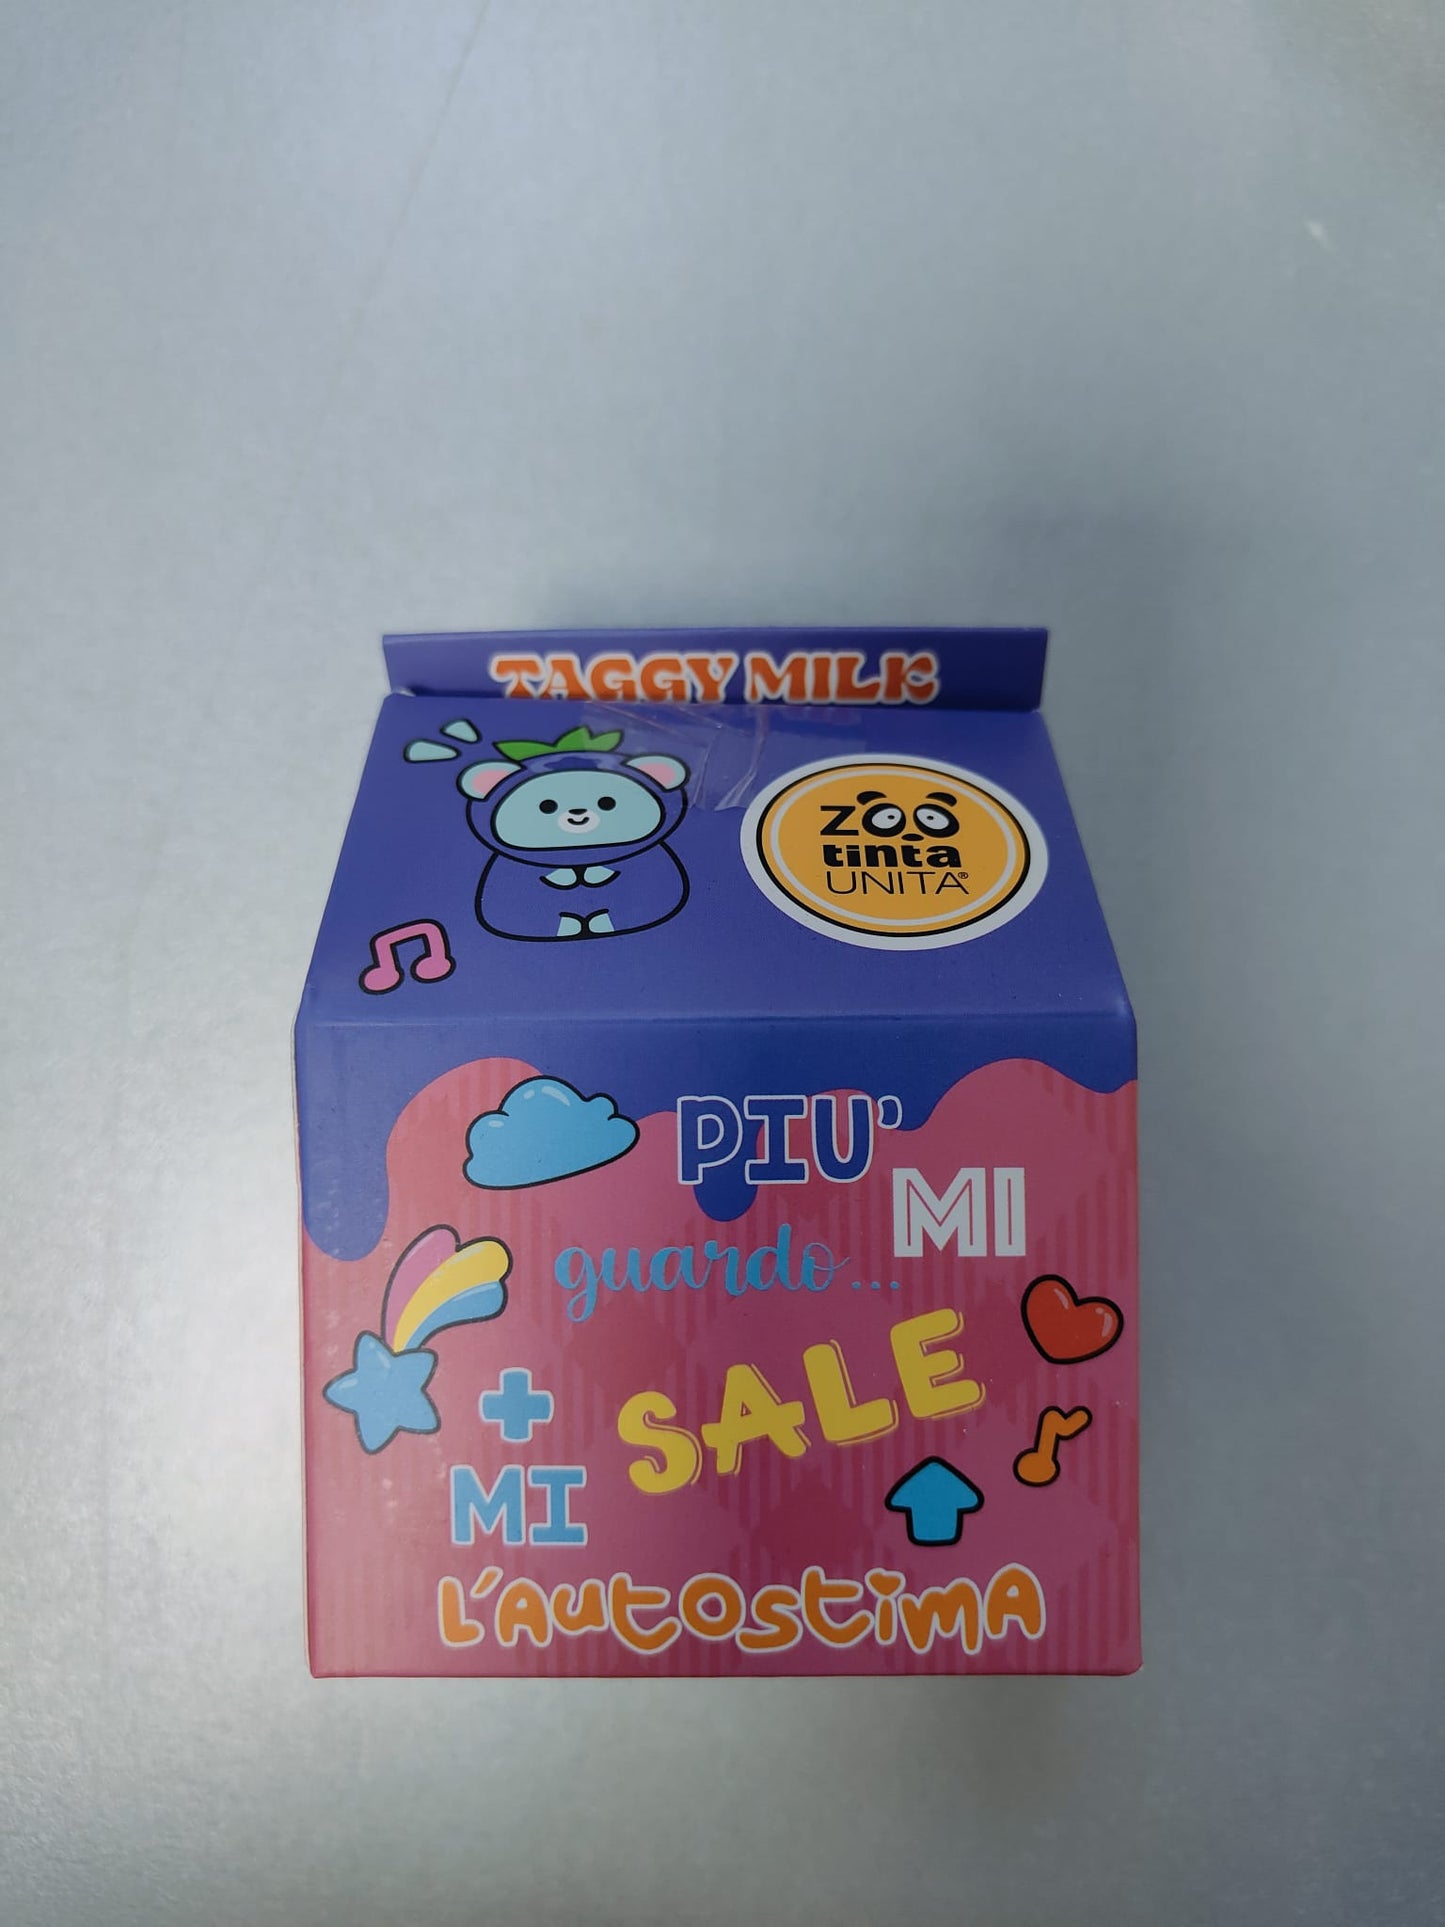 TAGGY MILK
ZOO
tinta
UNITA®
PIU'
MI
guardo...
+
SALE
MI
L'AUTOSTIMA